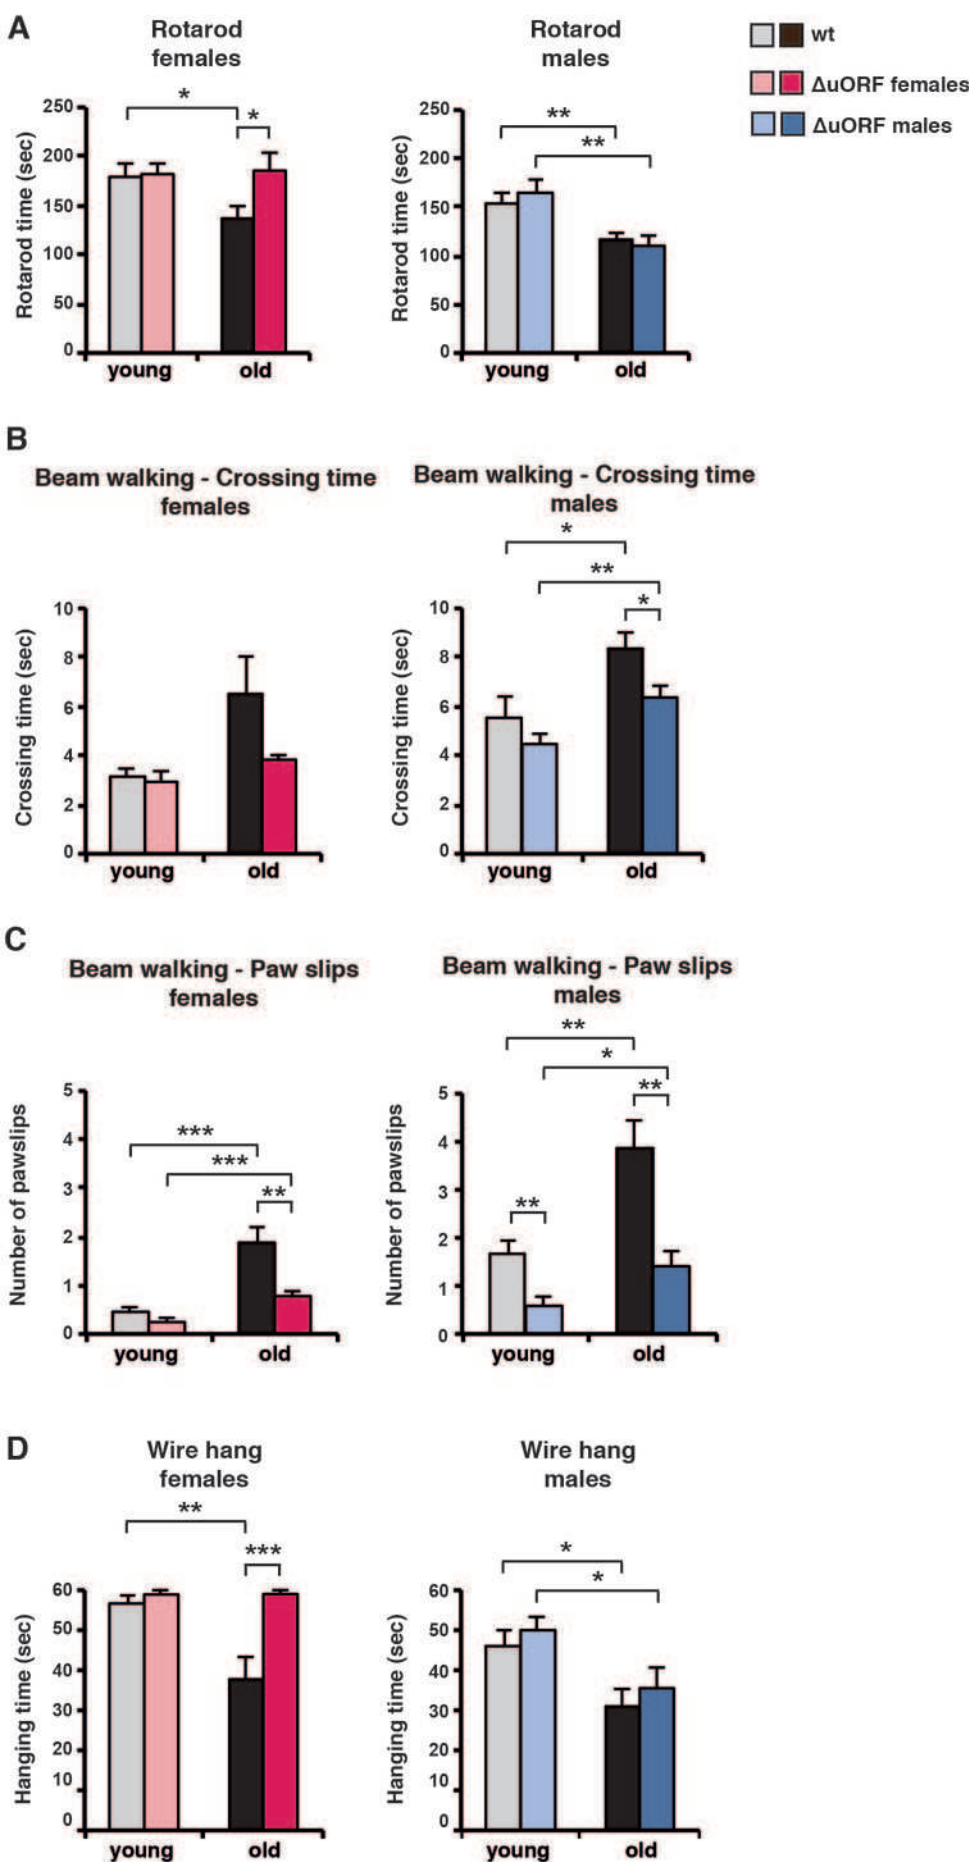 A
Rotarod
females
Rotarod
males
wt
ΔuORF females
ΔuORF males
Rotarod time (sec)
250
200
150
100
50
0
*
*
young
old
Rotarod time (sec)
250
200
150
100
50
0
**
**
young
old
B
Beam walking - Crossing time
females
Beam walking - Crossing time
males
Crossing time (sec)
10
8
6
4
2
0
young
old
Crossing time (sec)
10
8
6
4
2
0
*
**
*
young
old
C
Beam walking - Paw slips
females
Beam walking - Paw slips
males
Number of pawslips
5
4
3
2
1
0
***
***
**
young
old
Number of pawslips
5
4
3
2
1
0
**
*
**
**
young
old
D
Wire hang
females
Wire hang
males
Hanging time (sec)
60
50
40
30
20
10
0
**
***
young
old
Hanging time (sec)
60
50
40
30
20
10
0
*
*
young
old